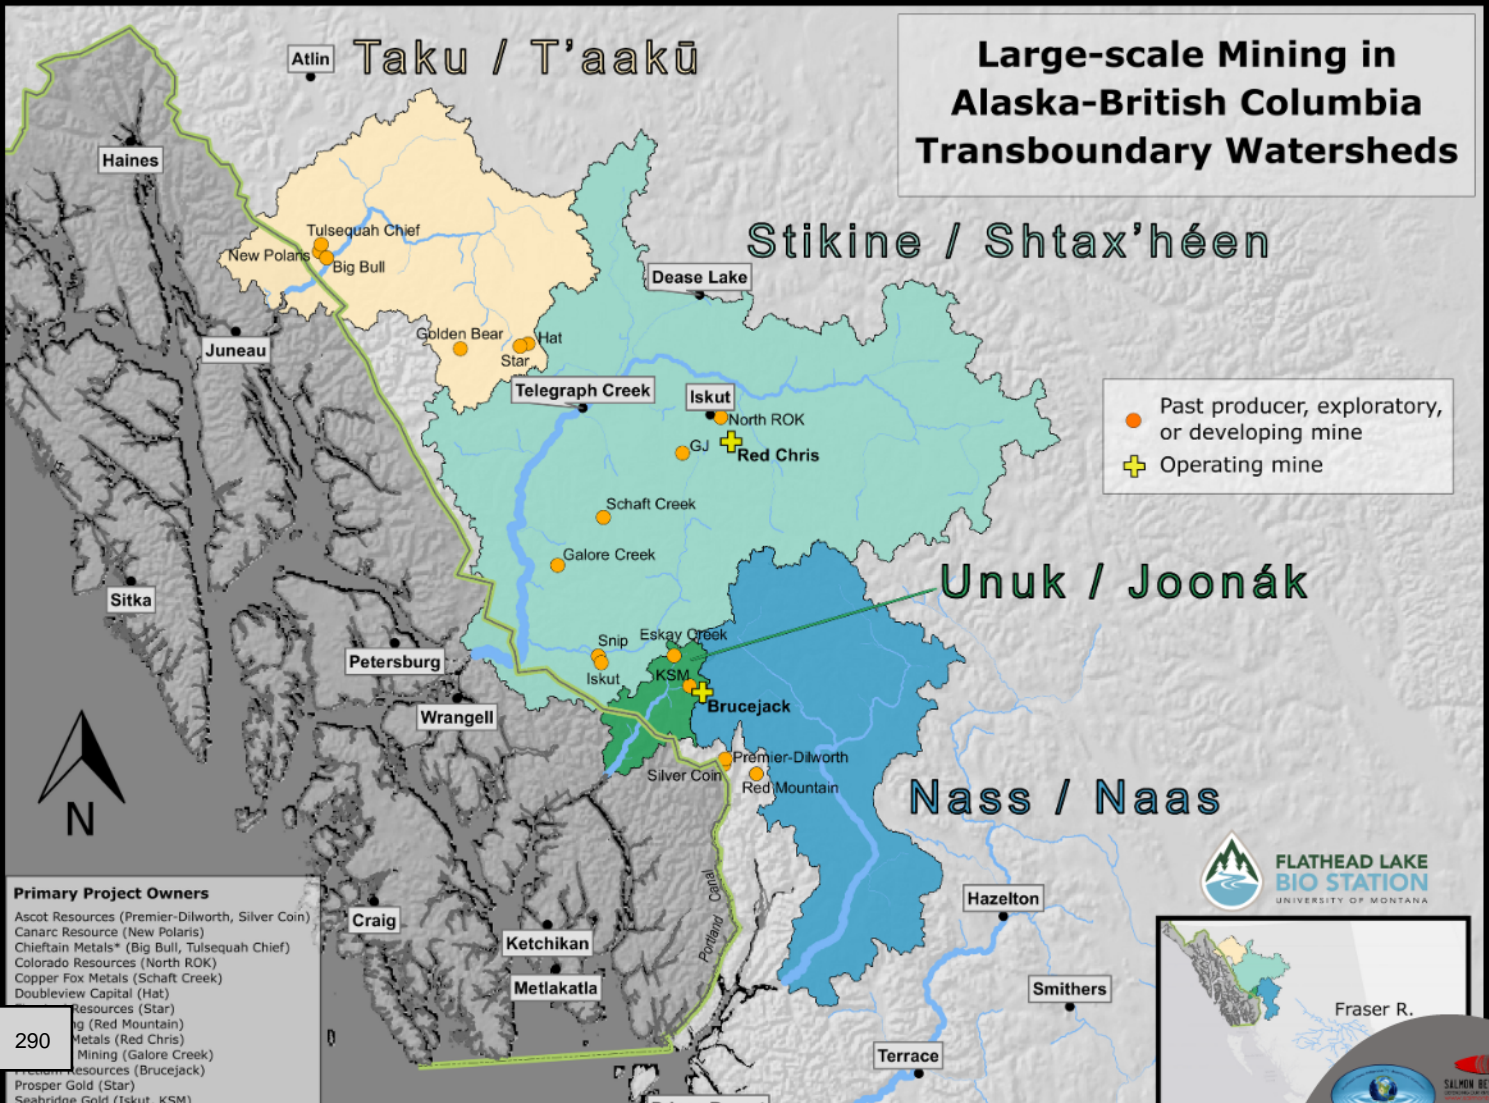 Large-scale Mining in
Alaska-British Columbia
Transboundary Watersheds
Atlin
Taku / T'aakū
Haines
Tulsequah Chief
New Polaris
Big Bull
Stikine / Shtax'héen
Dease Lake
Juneau
Golden Bear
Hat
Star
Telegraph Creek
Iskut
North ROK
GJ
Red Chris
Past producer, exploratory,
or developing mine
Operating mine
Schaft Creek
Galore Creek
Unuk / Joonák
Sitka
Snip
Eskay Creek
Petersburg
Iskut
KSM
Brucejack
Wrangell
Premier-Dilworth
Silver Coin
Red Mountain
Nass / Naas
N
FLATHEAD LAKE
BIO STATION
UNIVERSITY OF MONTANA
Portland Canal
Hazelton
Craig
Ketchikan
Metlakatla
Smithers
Terrace
Fraser R.
Primary Project Owners
Ascot Resources (Premier-Dilworth, Silver Coin)
Canarc Resource (New Polaris)
Chieftain Metals* (Big Bull, Tulsequah Chief)
Colorado Resources (North ROK)
Copper Fox Metals (Schaft Creek)
Doubleview Capital (Hat)
Resources (Star)
(Red Mountain)
Metals (Red Chris)
Mining (Galore Creek)
Pretium Resources (Brucejack)
Prosper Gold (Star)
Seabridge Gold (Iskut, KSM)
290
SALMON